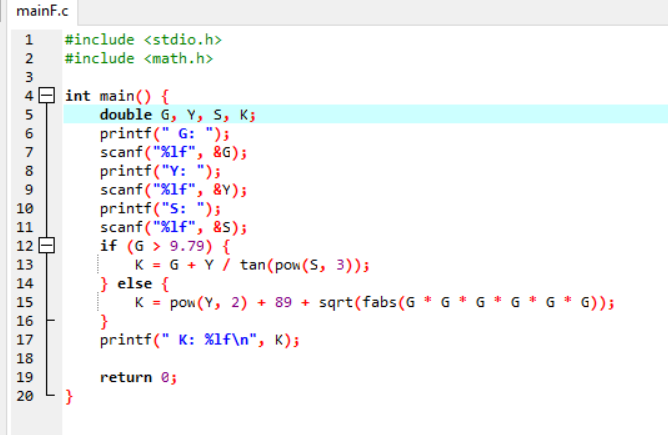 mainF.c
1 #include <stdio.h>
2 #include <math.h>
3
4 int main() {
5 double G, Y, S, K;
6 printf(" G: ");
7 scanf("%lf", &G);
8 printf("Y: ");
9 scanf("%lf", &Y);
10 printf("S: ");
11 scanf("%lf", &S);
12 if (G > 9.79) {
13 K = G + Y / tan(pow(S, 3));
14 } else {
15 K = pow(Y, 2) + 89 + sqrt(fabs(G * G * G * G * G * G));
16 }
17 printf(" K: %lf\n", K);
18
19 return 0;
20 }